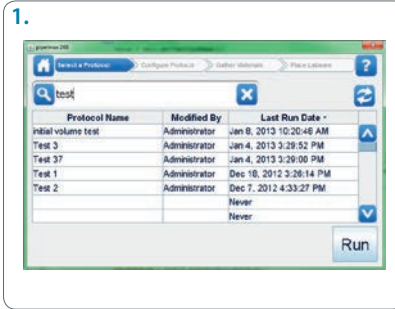 1.
pipetmax 268
Select a Protocol Configure Protocol Gather Materials Place Labware ?
test
Protocol Name Modified By Last Run Date
initial volume test Administrator Jan 8, 2013 10:20:46 AM
Test 3 Administrator Jan 4, 2013 3:29:52 PM
Test 37 Administrator Jan 4, 2013 3:29:00 PM
Test 1 Administrator Dec 18, 2012 3:26:14 PM
Test 2 Administrator Dec 7, 2012 4:33:27 PM
Never
Never
Run